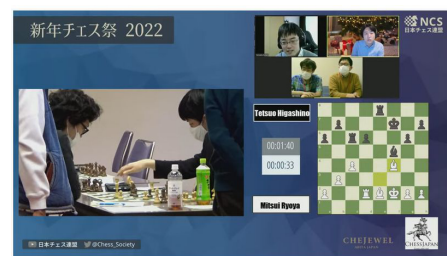 新年チェス祭 2022
NCS
日本チェス連盟
Tetsuo Higashino
00:01:40
00:00:33
Mitsui Ryoya
日本チェス連盟 @Chess_Society
CHEJEWEL
CHESSJAPAN